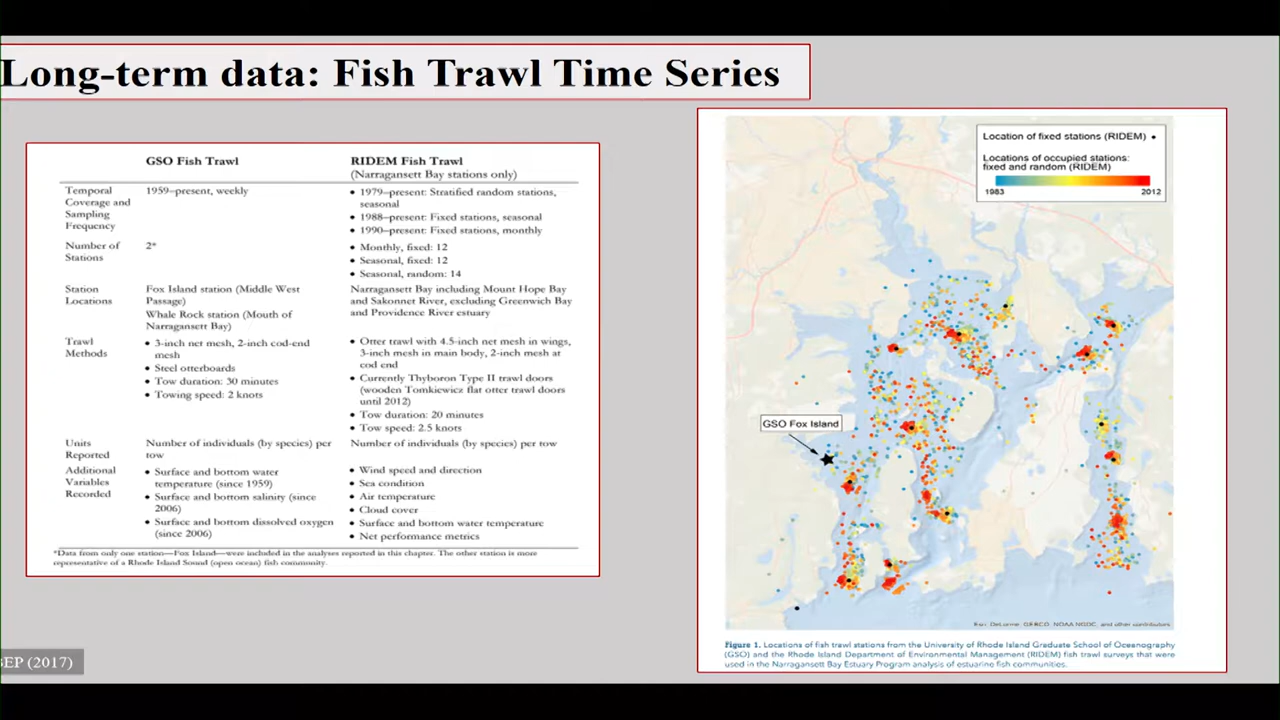 Long-term data: Fish Trawl Time Series
GSO Fish Trawl
RIDEM Fish Trawl
(Narragansett Bay stations only)
Temporal
Coverage and
Sampling
Frequency
1959–present, weekly
• 1979–present: Stratified random stations,
seasonal
• 1988–present: Fixed stations, seasonal
• 1990–present: Fixed stations, monthly
Number of
Stations
2*
• Monthly, fixed: 12
• Seasonal, fixed: 12
• Seasonal, random: 14
Station
Locations
Fox Island station (Middle West
Passage)
Whale Rock station (Mouth of
Narragansett Bay)
Narragansett Bay including Mount Hope Bay
and Sakonnet River, excluding Greenwich Bay
and Providence River estuary
Trawl
Methods
• 3-inch net mesh, 2-inch cod-end
mesh
• Steel otterboards
• Tow duration: 30 minutes
• Towing speed: 2 knots
• Otter trawl with 4.5-inch net mesh in wings,
3-inch mesh in main body, 2-inch mesh at
cod end
• Currently Thyboron Type II trawl doors
(wooden Tomkiewicz flat otter trawl doors
until 2012)
• Tow duration: 20 minutes
• Tow speed: 2.5 knots
Units
Reported
Number of individuals (by species) per
tow
Number of individuals (by species) per tow
Additional
Variables
Recorded
• Surface and bottom water
temperature (since 1959)
• Surface and bottom salinity (since
2006)
• Surface and bottom dissolved oxygen
(since 2006)
• Wind speed and direction
• Sea condition
• Air temperature
• Cloud cover
• Surface and bottom water temperature
• Net performance metrics
*Data from only one station—Fox Island—were included in the analyses reported in this chapter. The other station is more
representative of a Rhode Island Sound (open ocean) fish community.
Location of fixed stations (RIDEM) •
Locations of occupied stations:
fixed and random (RIDEM)
1983
2012
GSO Fox Island
Esri, DeLorme, GEBCO, NOAA NGDC, and other contributors
Figure 1. Locations of fish trawl stations from the University of Rhode Island Graduate School of Oceanography
(GSO) and the Rhode Island Department of Environmental Management (RIDEM) fish trawl surveys that were
used in the Narragansett Bay Estuary Program analysis of estuarine fish communities.
BEP (2017)